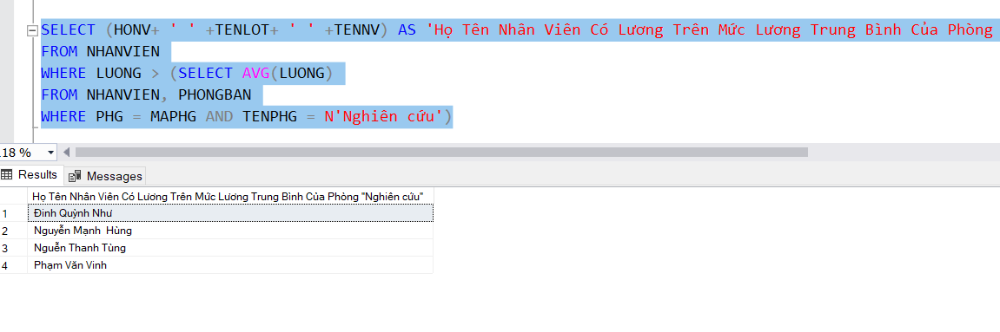 SELECT (HONV+ ' ' +TENLOT+ ' ' +TENNV) AS 'Họ Tên Nhân Viên Có Lương Trên Mức Lương Trung Bình Của Phòng
FROM NHANVIEN
WHERE LUONG > (SELECT AVG(LUONG)
FROM NHANVIEN, PHONGBAN
WHERE PHG = MAPHG AND TENPHG = N'Nghiên cứu')
.18 %
Results Messages
Họ Tên Nhân Viên Có Lương Trên Mức Lương Trung Bình Của Phòng "Nghiên cứu"
1 Đinh Quỳnh Như
2 Nguyễn Mạnh  Hùng
3 Nguễn Thanh Tùng
4 Phạm Văn Vinh